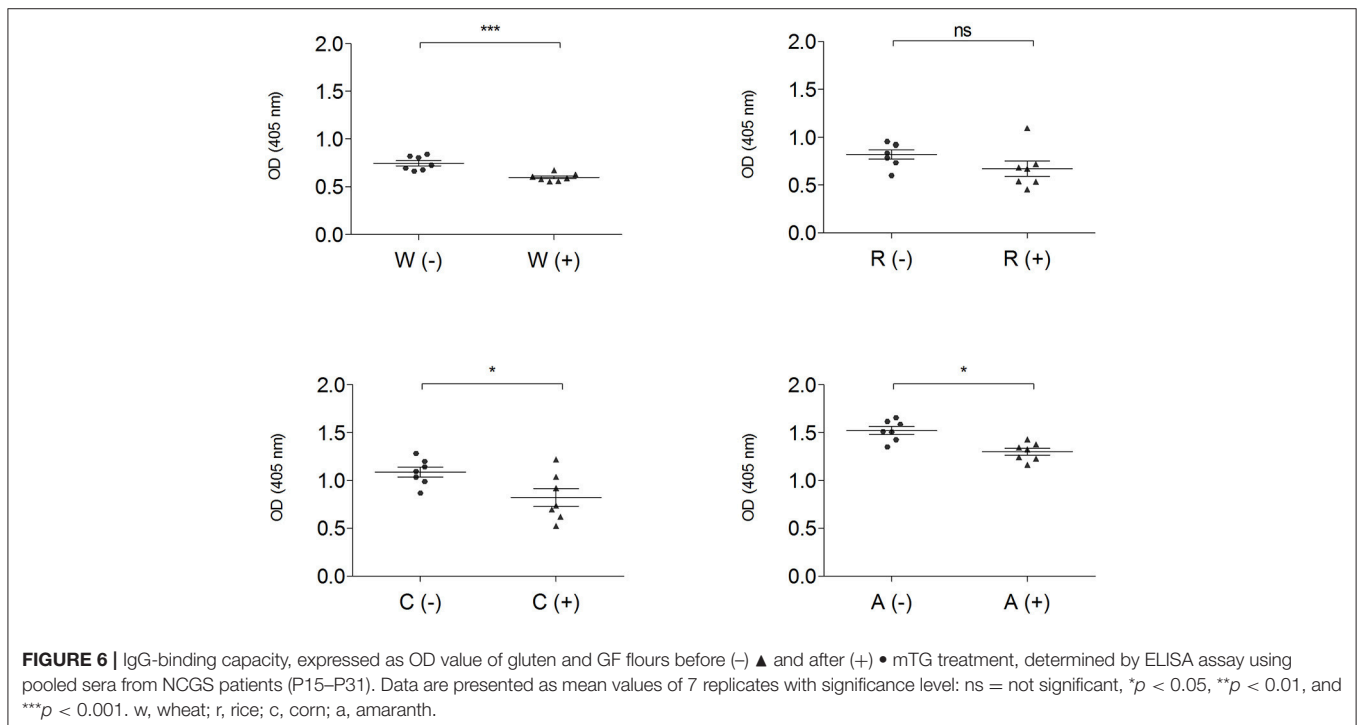 ***
2.0
1.5
1.0
0.5
0.0
OD (405 nm)
W (-) W (+)
ns
2.0
1.5
1.0
0.5
0.0
OD (405 nm)
R (-) R (+)
*
2.0
1.5
1.0
0.5
0.0
OD (405 nm)
C (-) C (+)
*
2.0
1.5
1.0
0.5
0.0
OD (405 nm)
A (-) A (+)
FIGURE 6 | IgG-binding capacity, expressed as OD value of gluten and GF flours before (–) ▲ and after (+) • mTG treatment, determined by ELISA assay using
pooled sera from NCGS patients (P15–P31). Data are presented as mean values of 7 replicates with significance level: ns = not significant, *p < 0.05, **p < 0.01, and
***p < 0.001. w, wheat; r, rice; c, corn; a, amaranth.